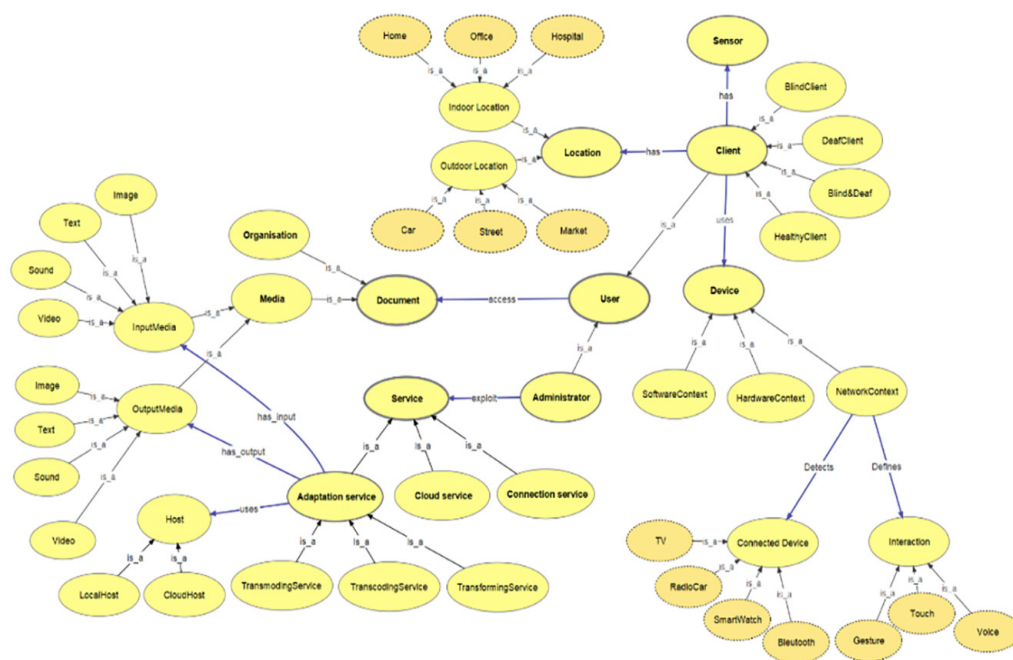 Home
Office
Hospital
Sensor
is_a
is_a
is_a
has
BlindClient
Indoor Location
is_a
is_a
DeafClient
is_a
Location
has
Client
Outdoor Location
is_a
is_a
Blind&Deaf
Image
is_a
is_a
is_a
is_a
uses
Text
Car
Street
Market
is_a
HealthyClient
Organisation
is_a
is_a
Sound
is_a
is_a
Media
is_a
Document
access
User
Device
Video
is_a
InputMedia
is_a
is_a
is_a
is_a
is_a
is_a
Image
is_a
OutputMedia
Service
exploit
Administrator
SoftwareContext
HardwareContext
NetworkContext
Text
is_a
has_input
is_a
has_output
is_a
is_a
is_a
Detects
Defines
Sound
is_a
Adaptation service
Cloud service
Connection service
Host
uses
Video
is_a
is_a
is_a
is_a
is_a
TV
is_a
Connected Device
Interaction
LocalHost
CloudHost
TransmodingService
TranscodingService
TransformingService
RadioCar
is_a
is_a
is_a
is_a
is_a
is_a
SmartWatch
Touch
Bleutooth
Gesture
Voice